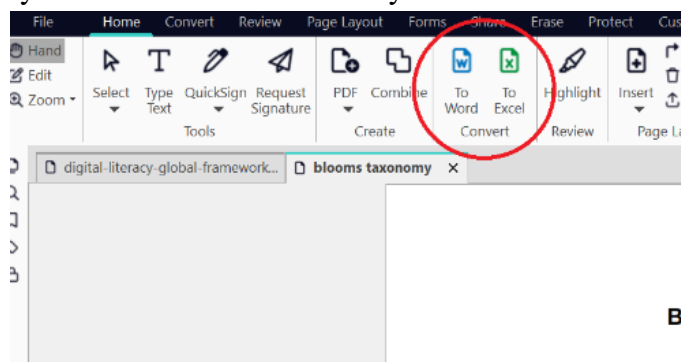 File Home Convert Review Page Layout Forms Share Erase Protect
Hand
Edit
Zoom
Select Type Text QuickSign Request Signature PDF Combine To Word To Excel Highlight Insert
Tools Create Convert Review
digital-literacy-global-framework... blooms taxonomy
B